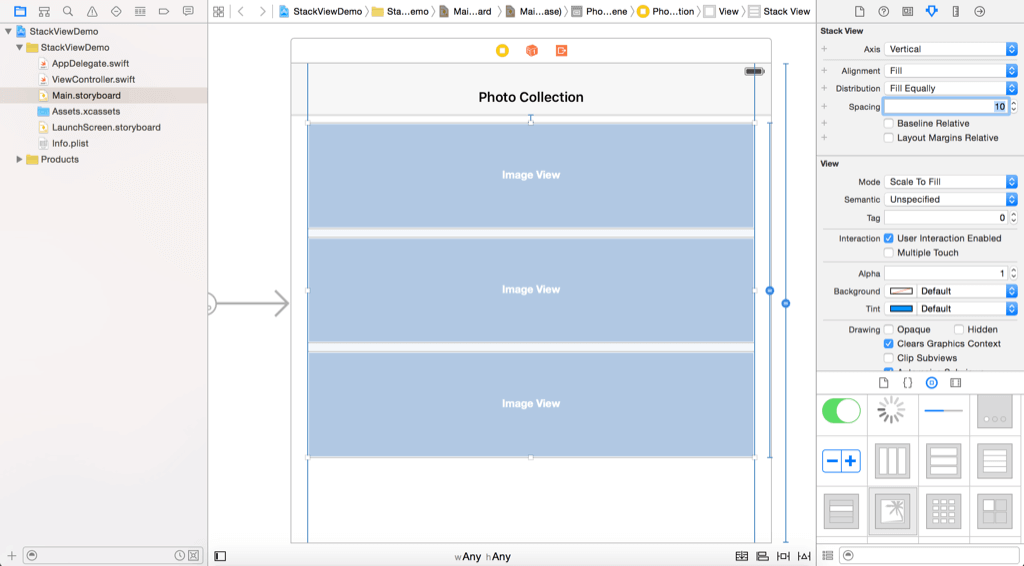 StackViewDemo
StackViewDemo
AppDelegate.swift
ViewController.swift
Main.storyboard
Assets.xcassets
LaunchScreen.storyboard
Info.plist
Products
StackViewDemo
Sta…emo
Mai…ard
Mai…ase)
Pho…ene
Pho…tion
View
Stack View
Photo Collection
Image View
Image View
Image View
wAny hAny
Stack View
Axis Vertical
Alignment Fill
Distribution Fill Equally
Spacing 10
Baseline Relative
Layout Margins Relative
View
Mode Scale To Fill
Semantic Unspecified
Tag 0
Interaction User Interaction Enabled
Multiple Touch
Alpha 1
Background Default
Tint Default
Drawing Opaque Hidden
Clears Graphics Context
Clip Subviews